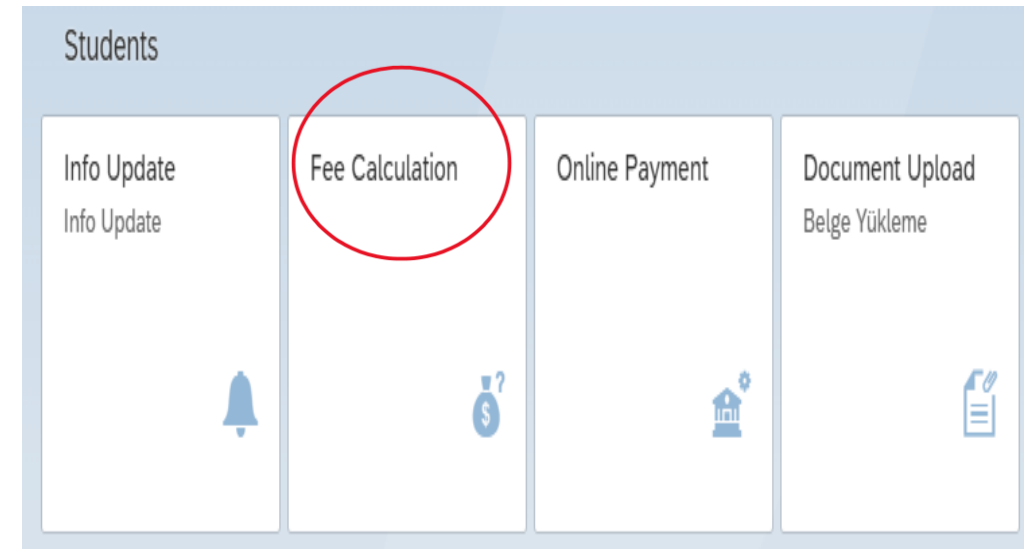 Students
Info Update
Info Update
Fee Calculation
?
$
Online Payment
Document Upload
Belge Yükleme